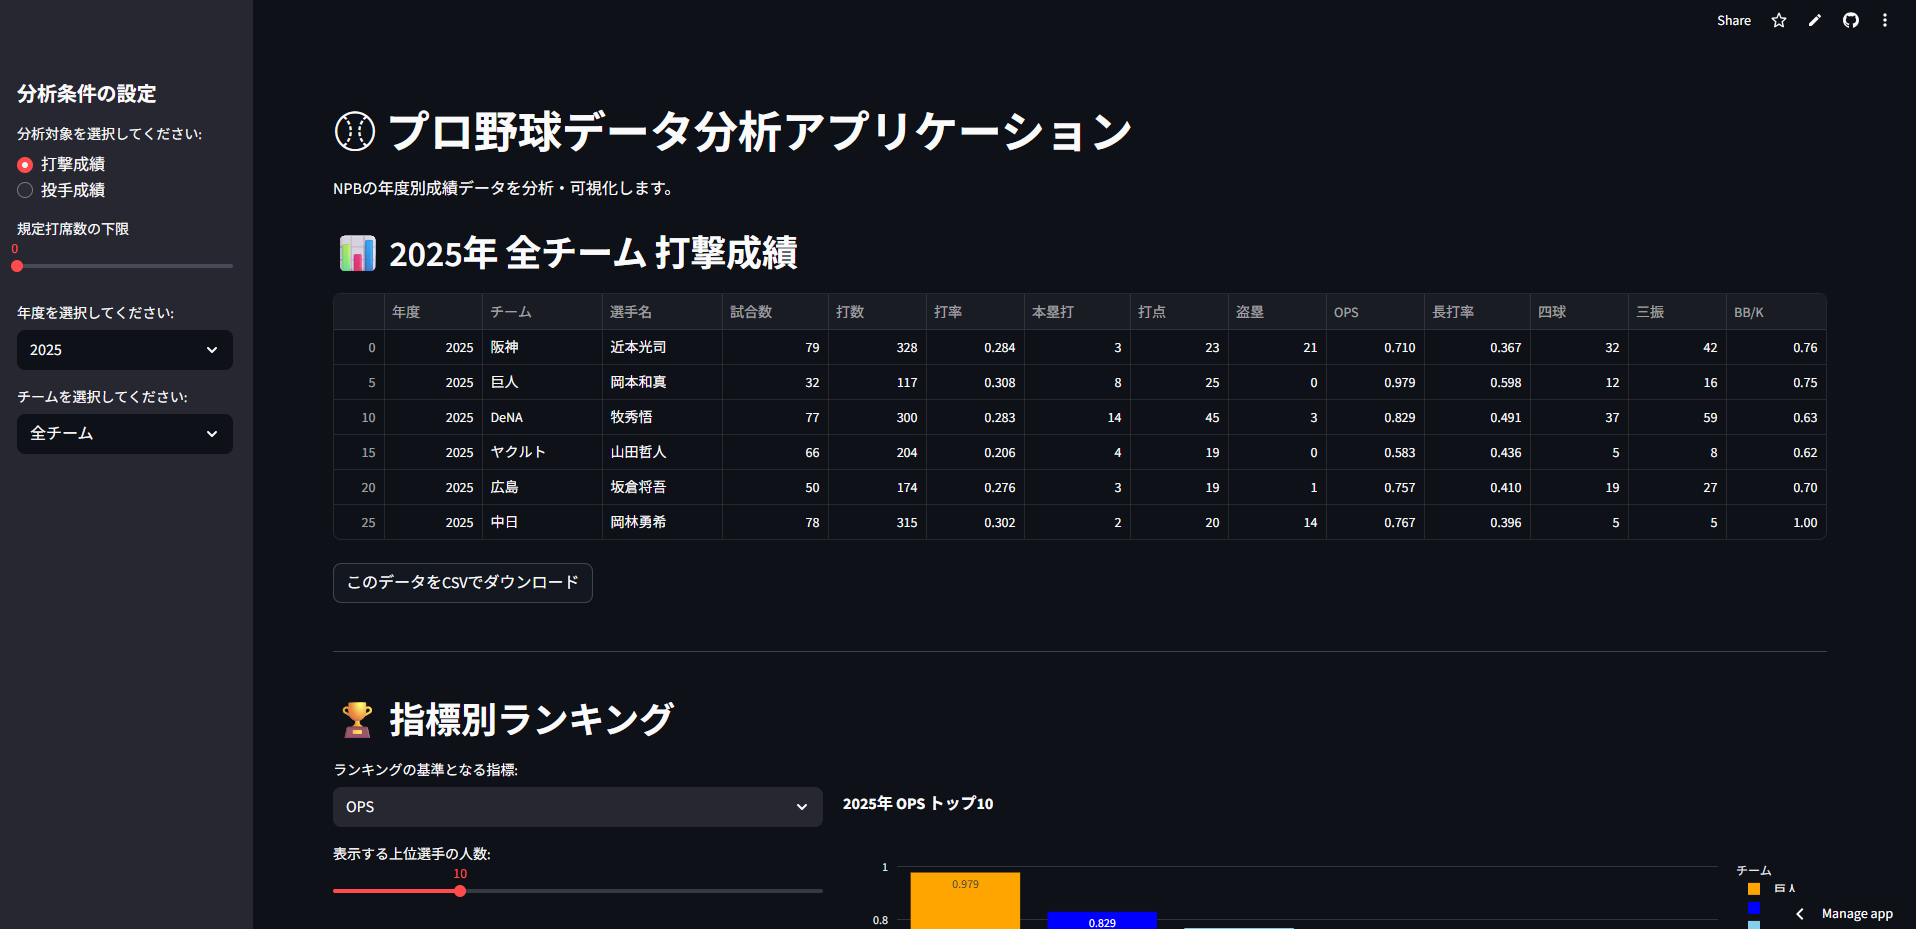 Share
分析条件の設定
分析対象を選択してください:
打撃成績
投手成績
規定打席数の下限
0
年度を選択してください:
2025
チームを選択してください:
全チーム
プロ野球データ分析アプリケーション
NPBの年度別成績データを分析・可視化します。
2025年 全チーム 打撃成績
年度 チーム 選手名 試合数 打数 打率 本塁打 打点 盗塁 OPS 長打率 四球 三振 BB/K
0 2025 阪神 近本光司 79 328 0.284 3 23 21 0.710 0.367 32 42 0.76
5 2025 巨人 岡本和真 32 117 0.308 8 25 0 0.979 0.598 12 16 0.75
10 2025 DeNA 牧秀悟 77 300 0.283 14 45 3 0.829 0.491 37 59 0.63
15 2025 ヤクルト 山田哲人 66 204 0.206 4 19 0 0.583 0.436 5 8 0.62
20 2025 広島 坂倉将吾 50 174 0.276 3 19 1 0.757 0.410 19 27 0.70
25 2025 中日 岡林勇希 78 315 0.302 2 20 14 0.767 0.396 5 5 1.00
このデータをCSVでダウンロード
指標別ランキング
ランキングの基準となる指標:
OPS
表示する上位選手の人数:
10
2025年 OPS トップ10
1
0.8
0.979
0.829
チーム
巨人
Manage app